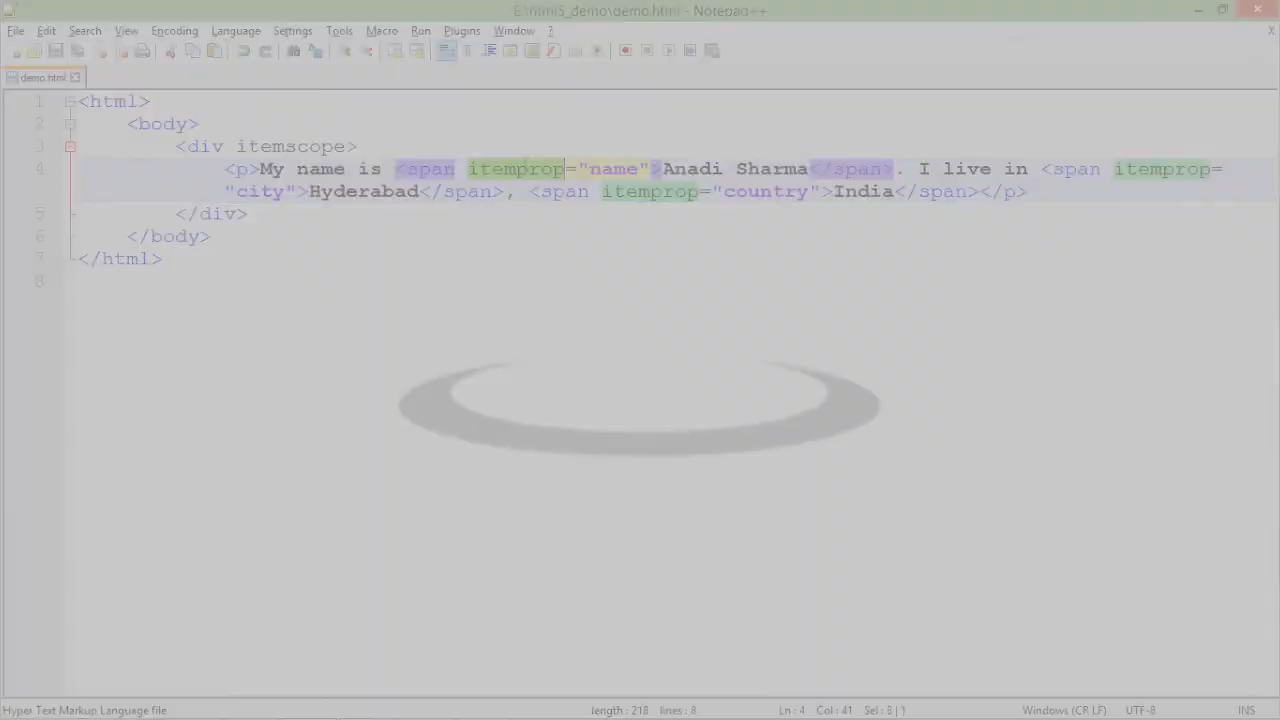 E:\html5_demo\demo.html - Notepad++
File Edit Search View Encoding Language Settings Tools Macro Run Plugins Window ? X
demo.html
1 <html>
2 <body>
3 <div itemscope>
4 <p>My name is <span itemprop="name">Anadi Sharma</span>. I live in <span itemprop=
"city">Hyderabad</span>, <span itemprop="country">India</span></p>
5 </div>
6 </body>
7 </html>
8
Hyper Text Markup Language file length : 218 lines : 8 Ln : 4 Col : 41 Sel : 8 | 1 Windows (CR LF) UTF-8 INS